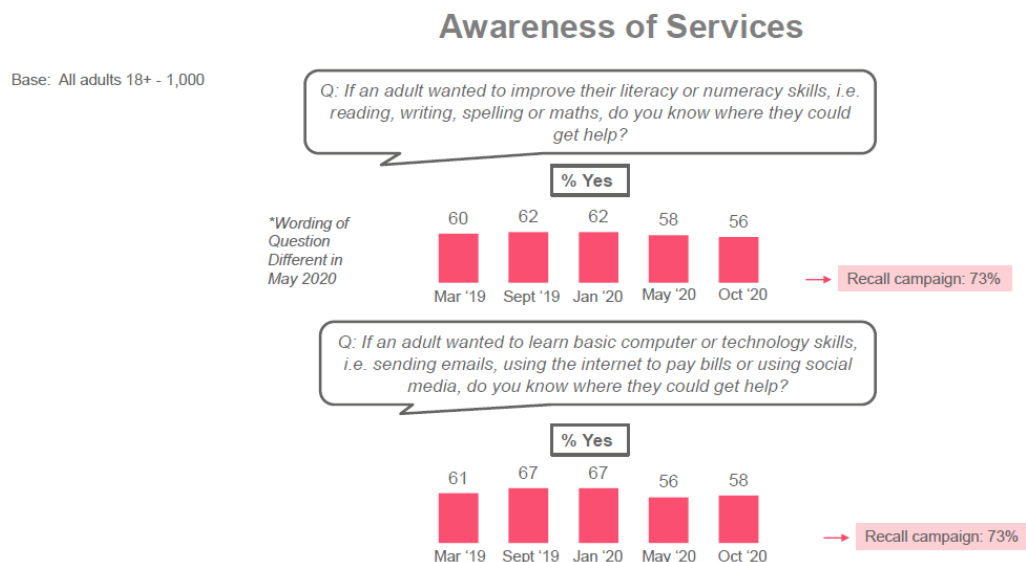 Awareness of Services
Base:  All adults 18+ - 1,000
Q: If an adult wanted to improve their literacy or numeracy skills, i.e.
reading, writing, spelling or maths, do you know where they could
get help?
% Yes
*Wording of
Question
Different in
May 2020
60 62 62 58 56
Mar ‘19 Sept ‘19 Jan ‘20 May ‘20 Oct ‘20
Recall campaign: 73%
Q: If an adult wanted to learn basic computer or technology skills,
i.e. sending emails, using the internet to pay bills or using social
media, do you know where they could get help?
% Yes
61 67 67 56 58
Mar ‘19 Sept ‘19 Jan ‘20 May ‘20 Oct ‘20
Recall campaign: 73%